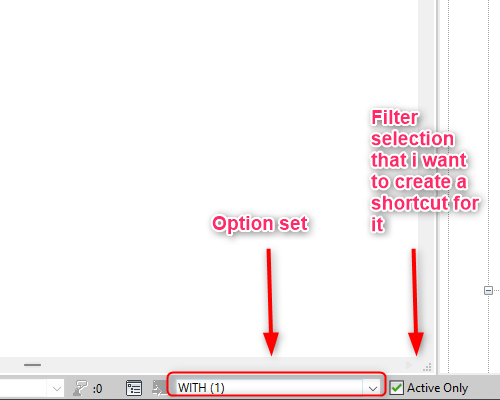 Filter
selection
that i want
to create a
shortcut for
it
Option set
:0
WITH (1)
Active Only